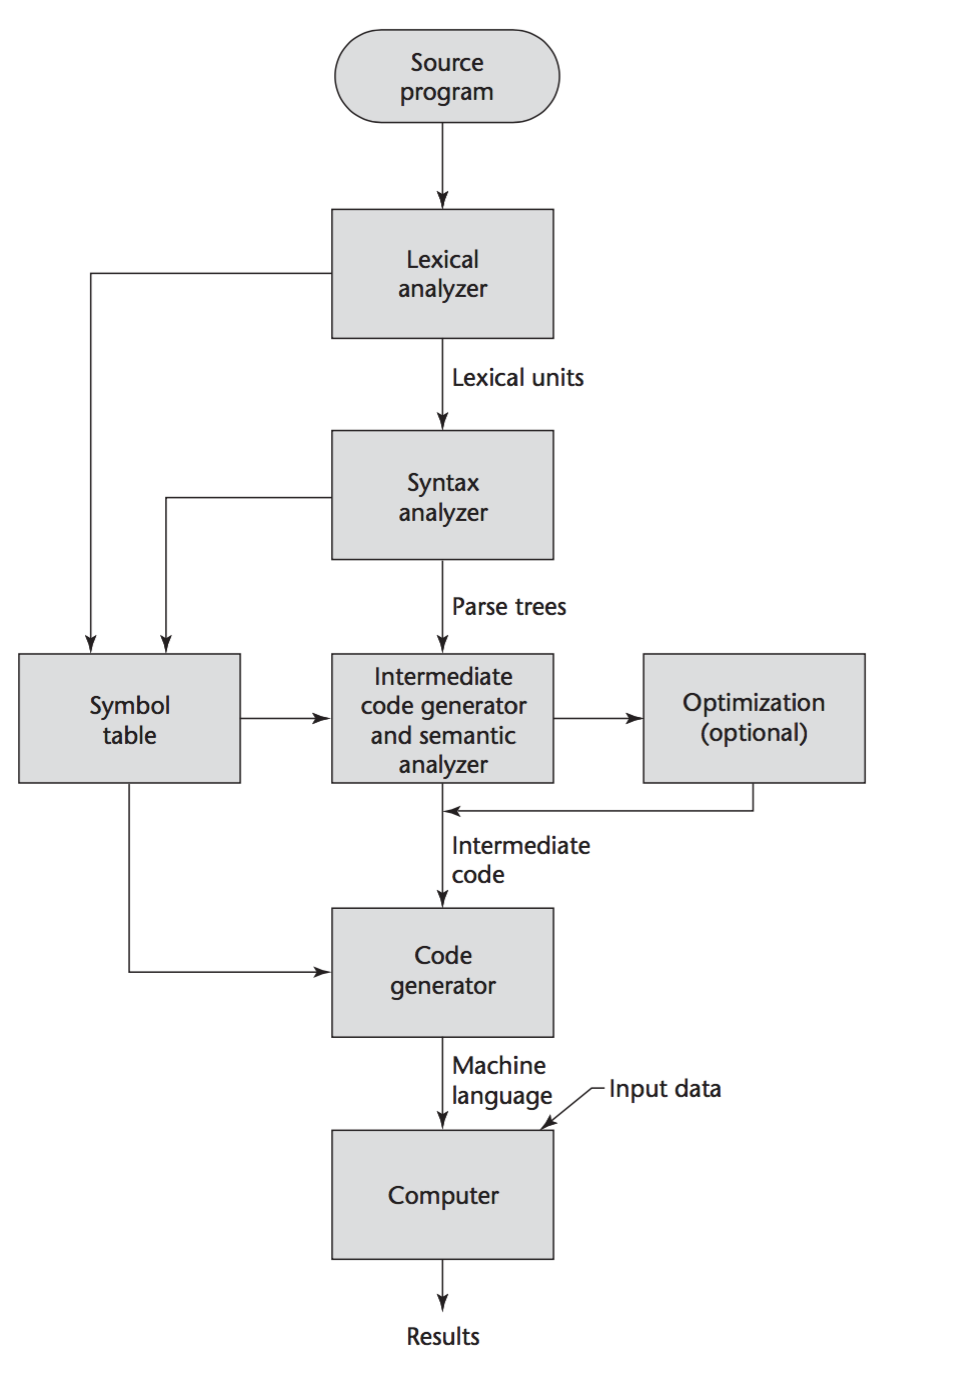 Source
program
Lexical
analyzer
Lexical units
Syntax
analyzer
Parse trees
Symbol
table
Intermediate
code generator
and semantic
analyzer
Optimization
(optional)
Intermediate
code
Code
generator
Machine
language
Input data
Computer
Results